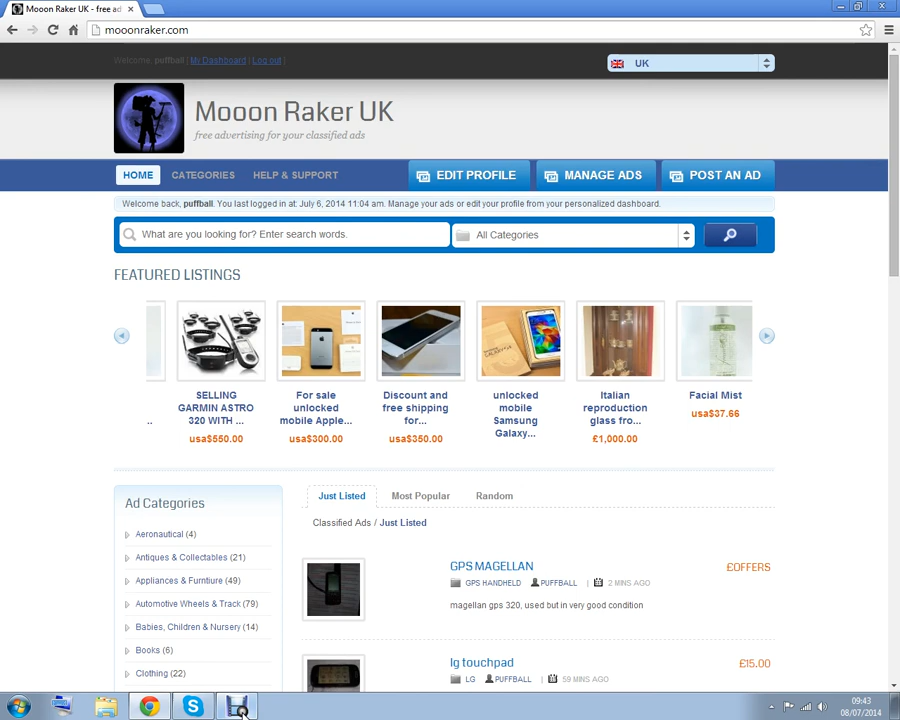 Mooon Raker UK - free ad
mooonraker.com
Welcome, puffball [ My Dashboard | Log out ]
UK
Mooon Raker UK
free advertising for your classified ads
HOME CATEGORIES HELP & SUPPORT EDIT PROFILE MANAGE ADS POST AN AD
Welcome back, puffball. You last logged in at: July 6, 2014 11:04 am. Manage your ads or edit your profile from your personalized dashboard.
What are you looking for? Enter search words. All Categories
FEATURED LISTINGS
...
SELLING
GARMIN ASTRO
320 WITH ...
usa$550.00
For sale
unlocked
mobile Apple...
usa$300.00
Discount and
free shipping
for...
usa$350.00
unlocked
mobile
Samsung
Galaxy...
Italian
reproduction
glass fro...
£1,000.00
Facial Mist
usa$37.66
Ad Categories
Aeronautical (4)
Antiques & Collectables (21)
Appliances & Furntiure (49)
Automotive Wheels & Track (79)
Babies, Children & Nursery (14)
Books (6)
Clothing (22)
Just Listed Most Popular Random
Classified Ads / Just Listed
GPS MAGELLAN £OFFERS
GPS HANDHELD PUFFBALL | 2 MINS AGO
magellan gps 320, used but in very good condition
lg touchpad £15.00
LG PUFFBALL | 59 MINS AGO
09:43
08/07/2014